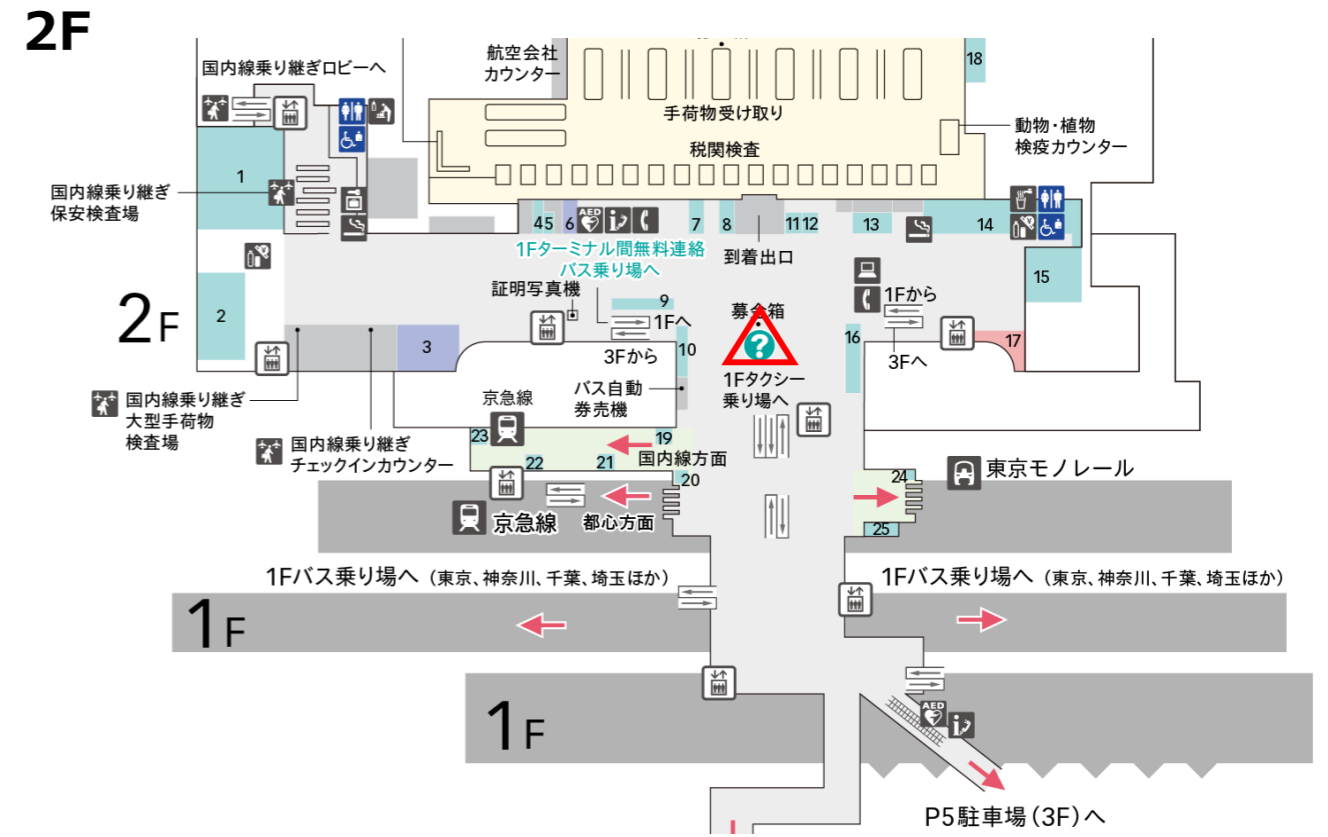 2F
国内線乗り継ぎロビーへ
航空会社
カウンター
18
手荷物受け取り
動物・植物
検疫カウンター
税関検査
1
国内線乗り継ぎ
保安検査場
4 5 6 AED 7 8 11 12 13 14
1Fターミナル間無料連絡
バス乗り場へ
到着出口
15
証明写真機
9
1Fへ
3Fから
募金箱
?
1Fから
3Fへ
2F
2
3
10
16
17
バス自動
券売機
1Fタクシー
乗り場へ
国内線乗り継ぎ
大型手荷物
検査場
国内線乗り継ぎ
チェックインカウンター
京急線
23
19
国内線方面
22
21
20
24
東京モノレール
京急線
都心方面
25
1Fバス乗り場へ（東京、神奈川、千葉、埼玉ほか）
1Fバス乗り場へ（東京、神奈川、千葉、埼玉ほか）
1F
1F
AED
P5駐車場（3F）へ